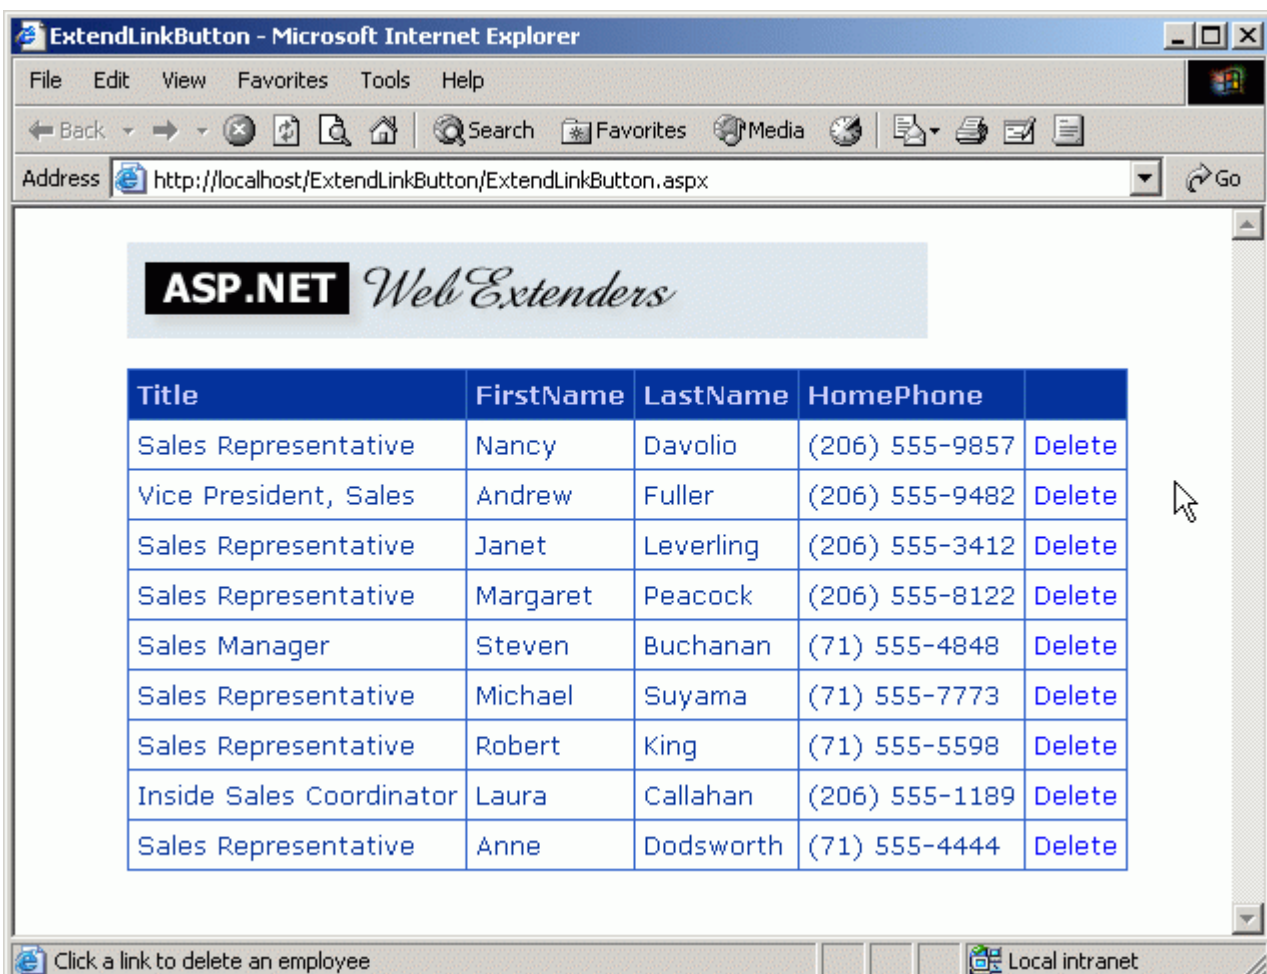 ExtendLinkButton - Microsoft Internet Explorer
File Edit View Favorites Tools Help
Back Search Favorites Media
Address http://localhost/ExtendLinkButton/ExtendLinkButton.aspx Go
ASP.NET WebExtenders
Title FirstName LastName HomePhone
Sales Representative Nancy Davolio (206) 555-9857 Delete
Vice President, Sales Andrew Fuller (206) 555-9482 Delete
Sales Representative Janet Leverling (206) 555-3412 Delete
Sales Representative Margaret Peacock (206) 555-8122 Delete
Sales Manager Steven Buchanan (71) 555-4848 Delete
Sales Representative Michael Suyama (71) 555-7773 Delete
Sales Representative Robert King (71) 555-5598 Delete
Inside Sales Coordinator Laura Callahan (206) 555-1189 Delete
Sales Representative Anne Dodsworth (71) 555-4444 Delete
Click a link to delete an employee Local intranet